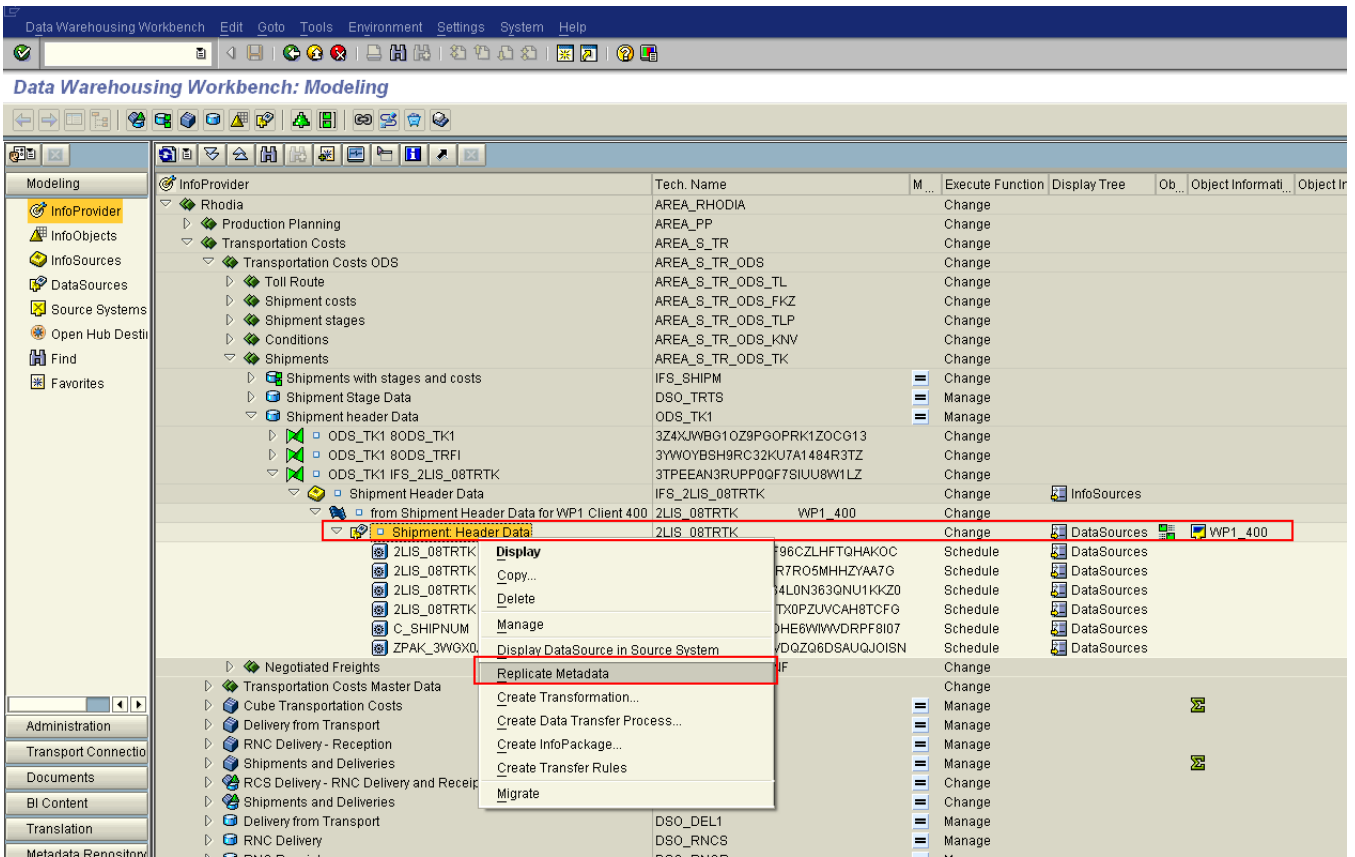 Data Warehousing Workbench Edit Goto Tools Environment Settings System Help
Data Warehousing Workbench: Modeling
Modeling
InfoProvider
InfoObjects
InfoSources
DataSources
Source Systems
Open Hub Desti
Find
Favorites
Administration
Transport Connectio
Documents
BI Content
Translation
Metadata Repository
InfoProvider Tech. Name M... Execute Function Display Tree Ob... Object Informati... Object In
Rhodia AREA_RHODIA Change
Production Planning AREA_PP Change
Transportation Costs AREA_S_TR Change
Transportation Costs ODS AREA_S_TR_ODS Change
Toll Route AREA_S_TR_ODS_TL Change
Shipment costs AREA_S_TR_ODS_FKZ Change
Shipment stages AREA_S_TR_ODS_TLP Change
Conditions AREA_S_TR_ODS_KNV Change
Shipments AREA_S_TR_ODS_TK Change
Shipments with stages and costs IFS_SHIPM = Change
Shipment Stage Data DSO_TRTS = Manage
Shipment header Data ODS_TK1 = Manage
ODS_TK1 8ODS_TK1 3Z4XJWBG1OZ9PGOPRK1ZOCG13 Change
ODS_TK1 8ODS_TRFI 3YWOYBSH9RC32KU7A1484R3TZ Change
ODS_TK1 IFS_2LIS_08TRTK 3TPEEAN3RUPP0QF7SIUU8W1LZ Change
Shipment Header Data IFS_2LIS_08TRTK Change InfoSources
from Shipment Header Data for WP1 Client 400 2LIS_08TRTK WP1_400 Change
Shipment: Header Data 2LIS_08TRTK Change DataSources WP1_400
2LIS_08TRTK F96CZLHFTQHAKOC Schedule DataSources
2LIS_08TRTK R7RO5MHHZYAA7G Schedule DataSources
2LIS_08TRTK 4L0N363QNU1KKZ0 Schedule DataSources
2LIS_08TRTK TX0PZUVCAH8TCFG Schedule DataSources
C_SHIPNUM HE6WIWVDRPF8I07 Schedule DataSources
ZPAK_3WGX0 DQZQ6DSAUQJOISN Schedule DataSources
Negotiated Freights NF Change
Transportation Costs Master Data Change
Cube Transportation Costs = Manage
Delivery from Transport = Manage
RNC Delivery - Reception = Manage
Shipments and Deliveries = Manage
RCS Delivery - RNC Delivery and Receip = Change
Shipments and Deliveries = Change
Delivery from Transport DSO_DEL1 = Manage
RNC Delivery DSO_RNCS = Manage
Display
Copy...
Delete
Manage
Display DataSource in Source System
Replicate Metadata
Create Transformation...
Create Data Transfer Process...
Create InfoPackage...
Create Transfer Rules
Migrate